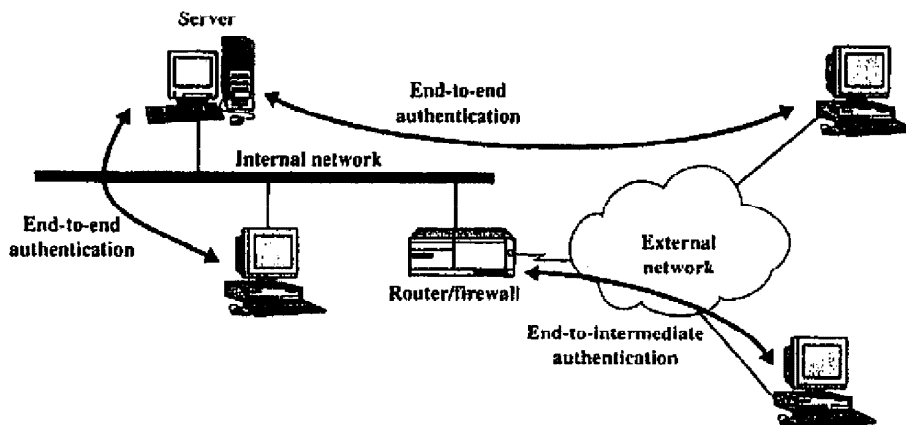 Server
End-to-end
authentication
Internal network
End-to-end
authentication
External
network
Router/firewall
End-to-intermediate
authentication